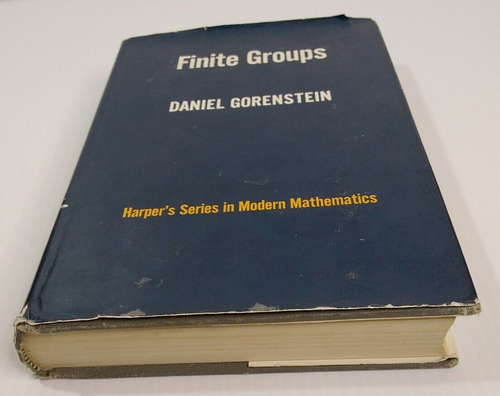 Finite Groups
DANIEL GORENSTEIN
Harper's Series in Modern Mathematics